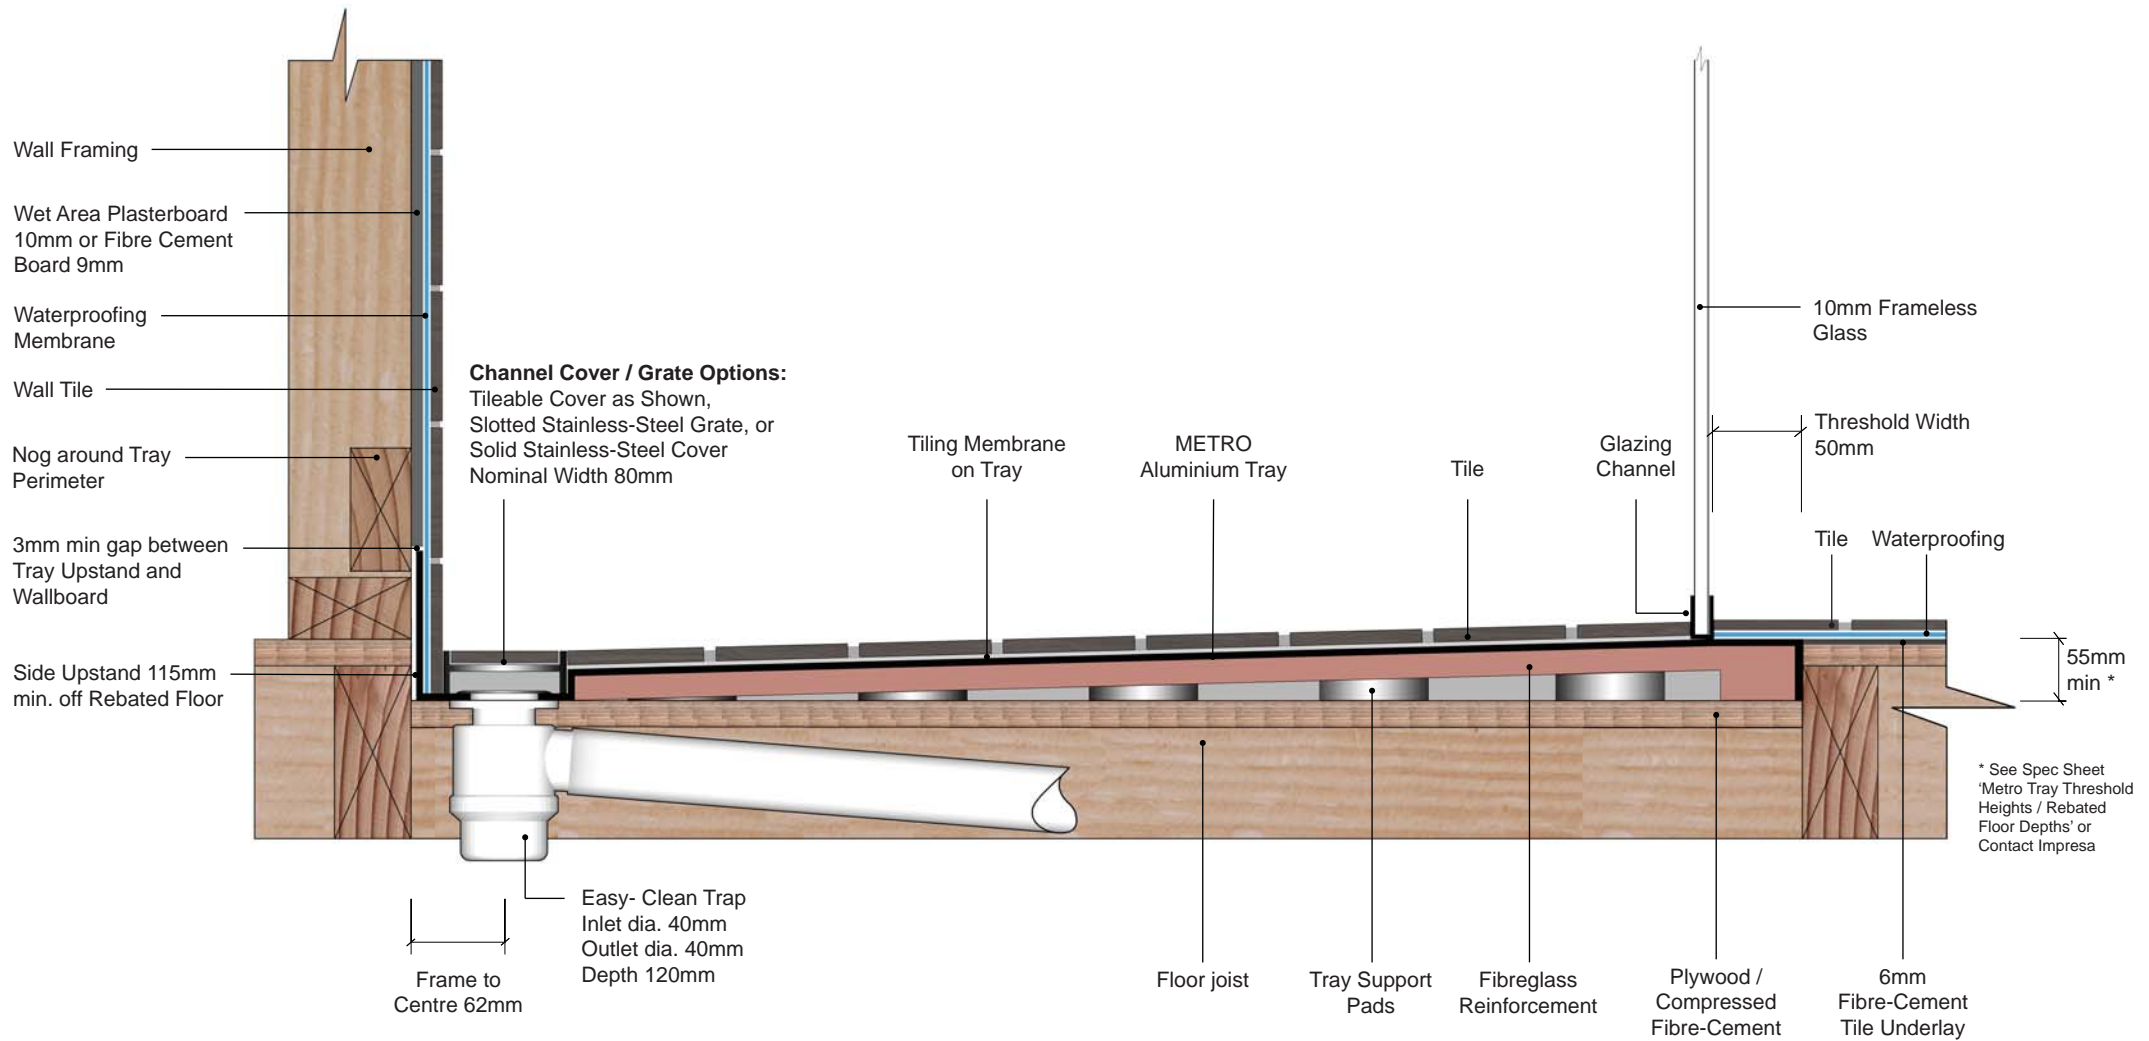 Wall Framing
Wet Area Plasterboard
10mm or Fibre Cement
Board 9mm
Waterproofing
Membrane
Wall Tile
Nog around Tray
Perimeter
3mm min gap between
Tray Upstand and
Wallboard
Side Upstand 115mm
min. off Rebated Floor
Channel Cover / Grate Options:
Tileable Cover as Shown,
Slotted Stainless-Steel Grate, or
Solid Stainless-Steel Cover
Nominal Width 80mm
Tiling Membrane
on Tray
METRO
Aluminium Tray
Tile
Glazing
Channel
10mm Frameless
Glass
Threshold Width
50mm
Tile
Waterproofing
55mm
min *
* See Spec Sheet
‘Metro Tray Threshold
Heights / Rebated
Floor Depths’ or
Contact Impresa
Frame to
Centre 62mm
Easy- Clean Trap
Inlet dia. 40mm
Outlet dia. 40mm
Depth 120mm
Floor joist
Tray Support
Pads
Fibreglass
Reinforcement
Plywood /
Compressed
Fibre-Cement
6mm
Fibre-Cement
Tile Underlay